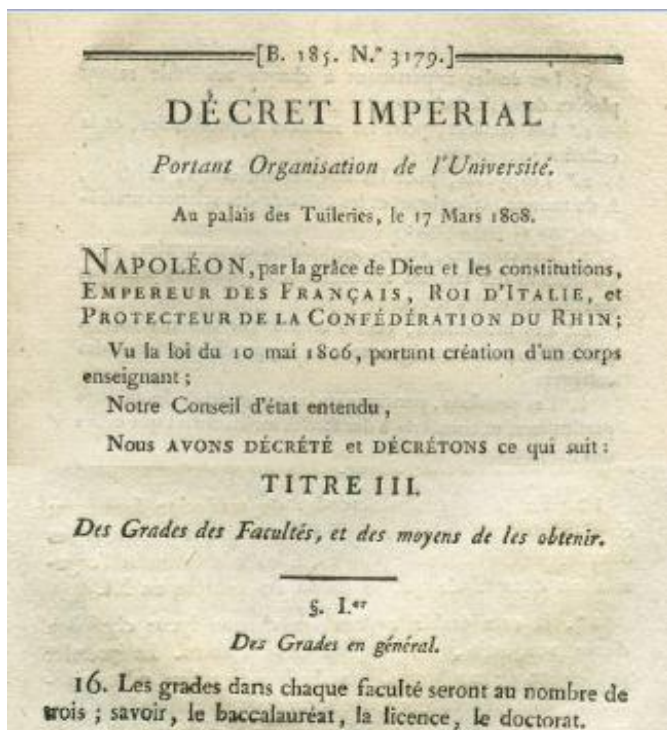 [B. 185. N.º 3179.]
DÉCRET IMPERIAL
Portant Organisation de l'Université.
Au palais des Tuileries, le 17 Mars 1808.
NAPOLÉON, par la grâce de Dieu et les constitutions,
EMPEREUR DES FRANÇAIS, ROI D'ITALIE, et
PROTECTEUR DE LA CONFÉDÉRATION DU RHIN;
Vu la loi du 10 mai 1806, portant création d'un corps
enseignant;
Notre Conseil d'état entendu,
Nous AVONS DÉCRÉTÉ et DÉCRÉTONS ce qui suit:
TITRE III.
Des Grades des Facultés, et des moyens de les obtenir.
§. I.er
Des Grades en général.
16. Les grades dans chaque faculté seront au nombre de
trois; savoir, le baccalauréat, la licence, le doctorat.